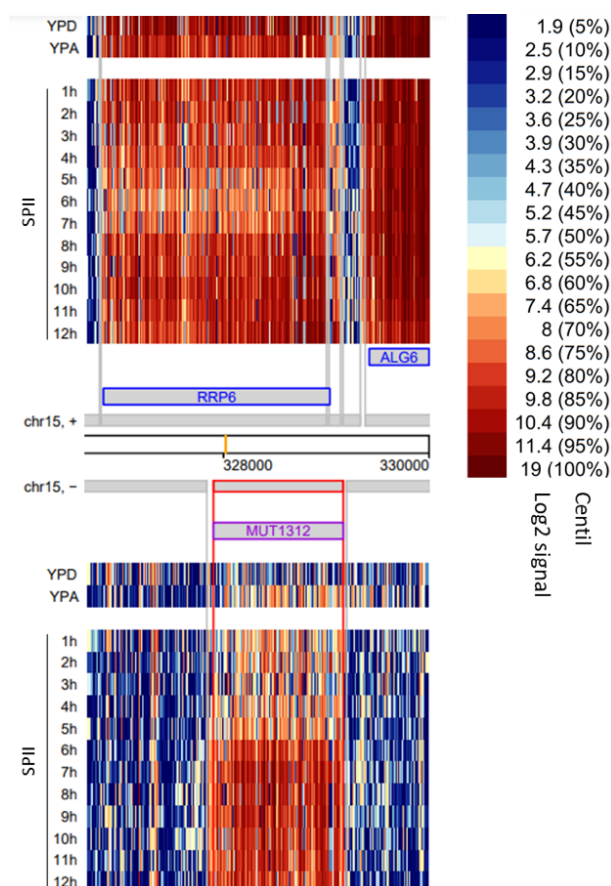 YPD
YPA
1h
2h
3h
4h
5h
6h
7h
8h
9h
10h
11h
12h
SPII
ALG6
RRP6
chr15, +
328000
330000
chr15, −
MUT1312
YPD
YPA
1h
2h
3h
4h
5h
6h
7h
8h
9h
10h
11h
12h
SPII
1.9 (5%)
2.5 (10%)
2.9 (15%)
3.2 (20%)
3.6 (25%)
3.9 (30%)
4.3 (35%)
4.7 (40%)
5.2 (45%)
5.7 (50%)
6.2 (55%)
6.8 (60%)
7.4 (65%)
8 (70%)
8.6 (75%)
9.2 (80%)
9.8 (85%)
10.4 (90%)
11.4 (95%)
19 (100%)
Centil
Log2 signal